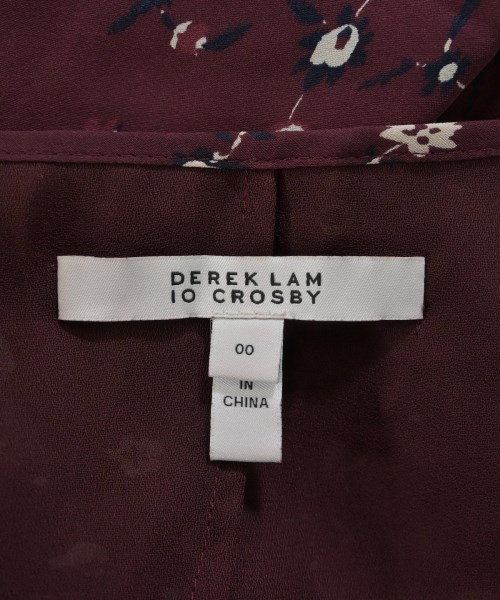 DEREK LAM
10 CROSBY
00
IN
CHINA